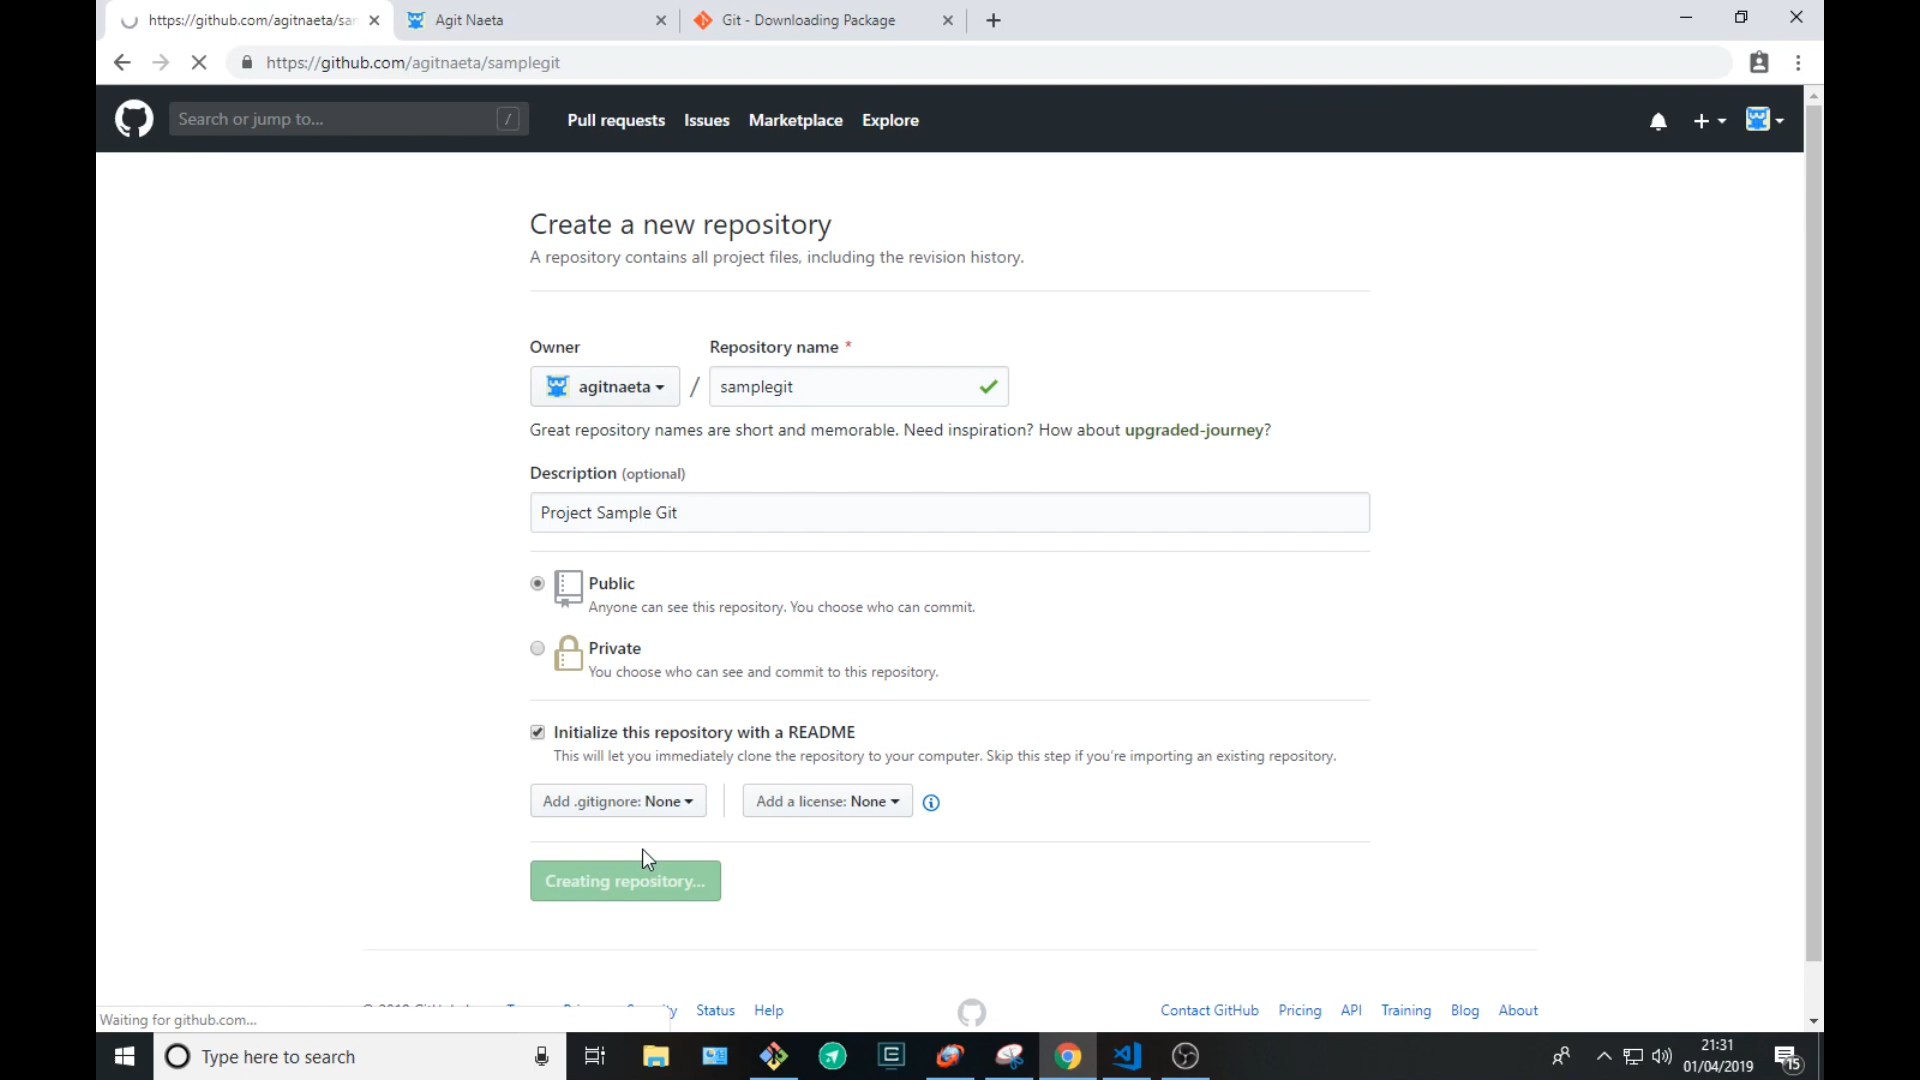 https://github.com/agitnaeta/sar
Agit Naeta
Git - Downloading Package
https://github.com/agitnaeta/samplegit
Search or jump to...
/
Pull requests
Issues
Marketplace
Explore
Create a new repository
A repository contains all project files, including the revision history.
Owner
Repository name *
agitnaeta
/
samplegit
Great repository names are short and memorable. Need inspiration? How about upgraded-journey?
Description (optional)
Project Sample Git
Public
Anyone can see this repository. You choose who can commit.
Private
You choose who can see and commit to this repository.
Initialize this repository with a README
This will let you immediately clone the repository to your computer. Skip this step if you're importing an existing repository.
Add .gitignore: None
Add a license: None
Creating repository...
Status
Help
Contact GitHub
Pricing
API
Training
Blog
About
Waiting for github.com...
Type here to search
21:31
01/04/2019
15